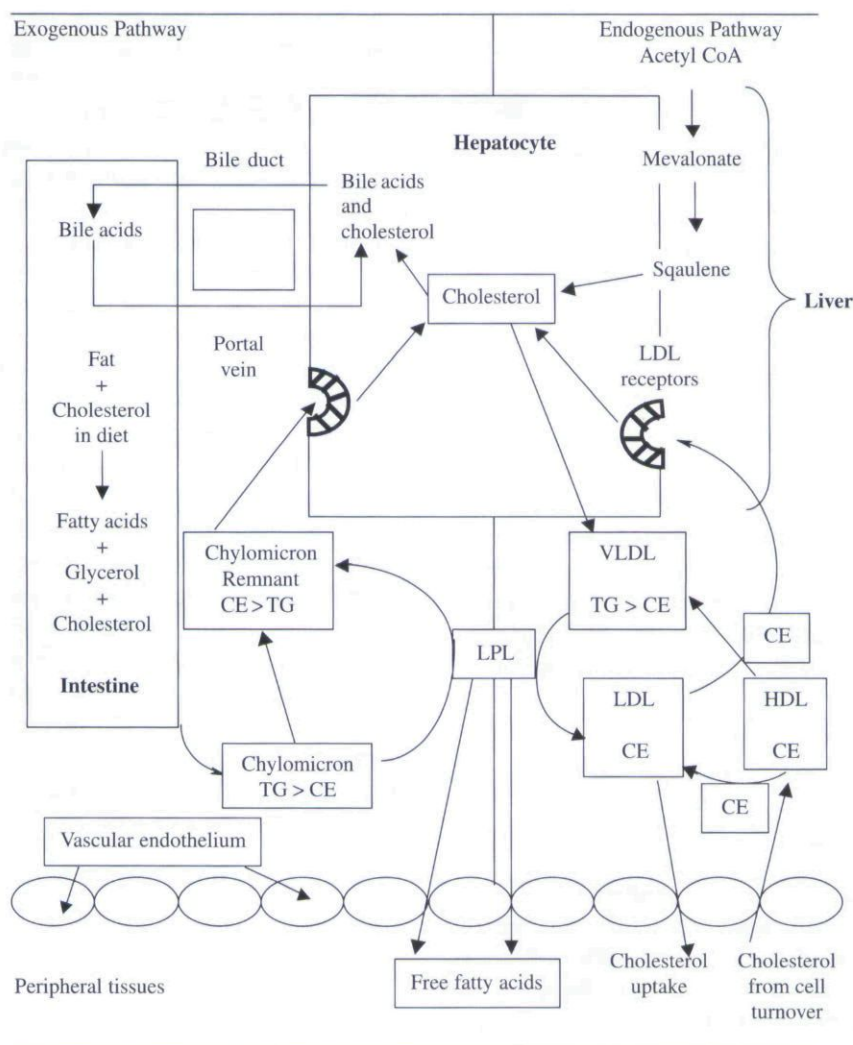 Exogenous Pathway
Endogenous Pathway
Acetyl CoA
Hepatocyte
Mevalonate
Bile duct
Bile acids
and
cholesterol
Bile acids
Sqaulene
Cholesterol
Liver
Portal
vein
LDL
receptors
Fat
+
Cholesterol
in diet
Fatty acids
+
Glycerol
+
Cholesterol
Intestine
Chylomicron
Remnant
CE > TG
VLDL
TG > CE
CE
LPL
LDL
CE
HDL
CE
Chylomicron
TG > CE
CE
Vascular endothelium
Peripheral tissues
Free fatty acids
Cholesterol
uptake
Cholesterol
from cell
turnover